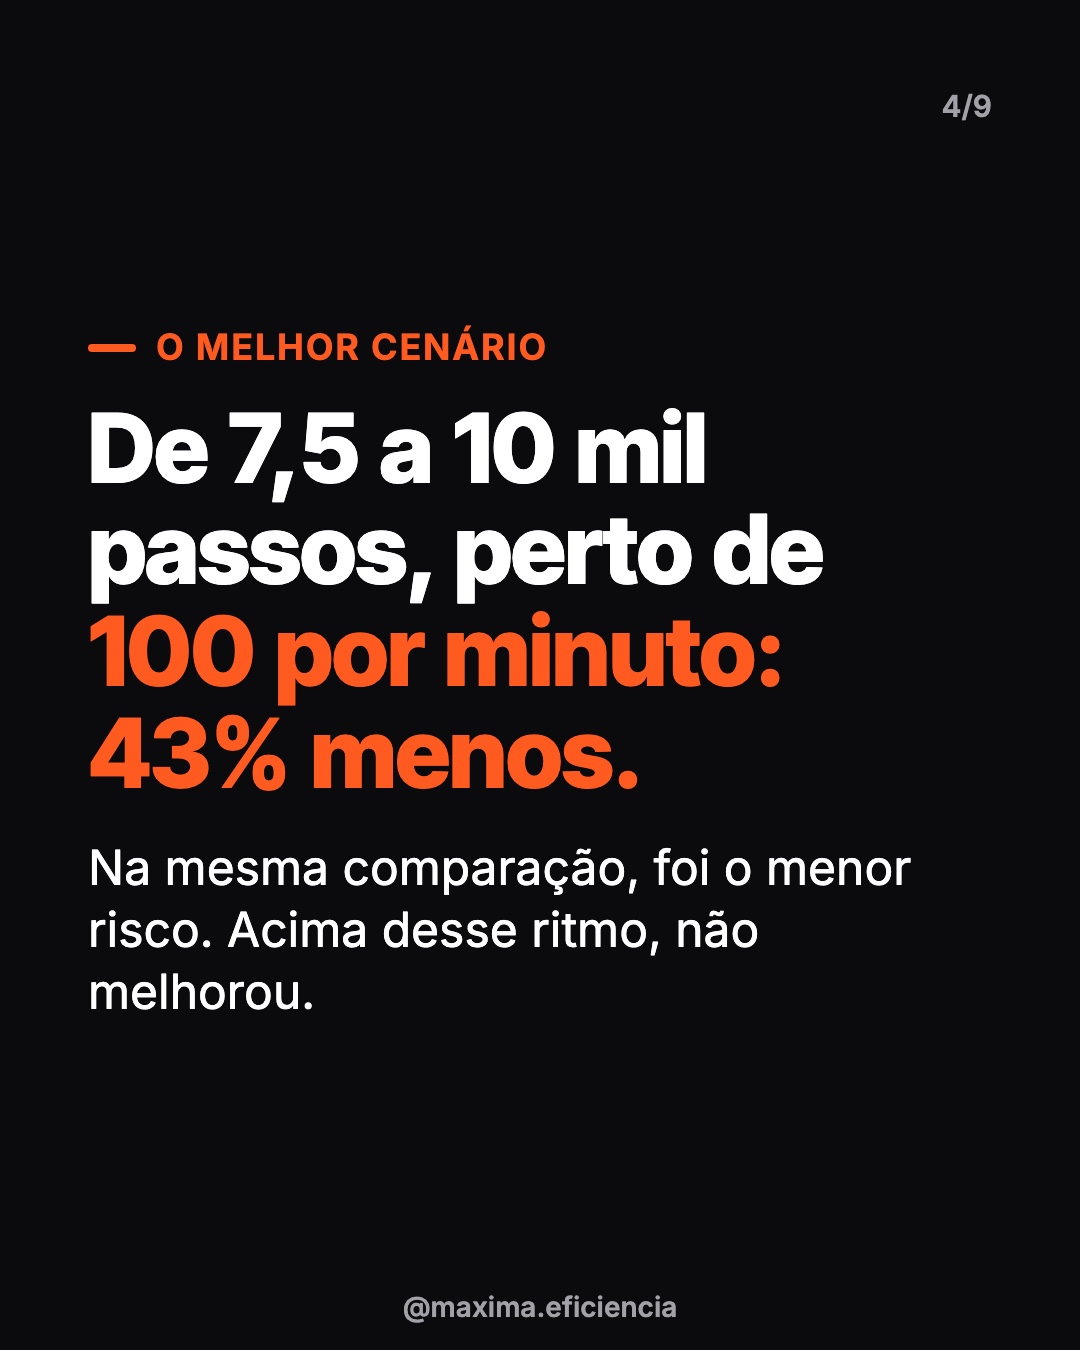 4/9
O MELHOR CENÁRIO
De 7,5 a 10 mil
passos, perto de
100 por minuto:
43% menos.
Na mesma comparação, foi o menor
risco. Acima desse ritmo, não
melhorou.
@maxima.eficiencia